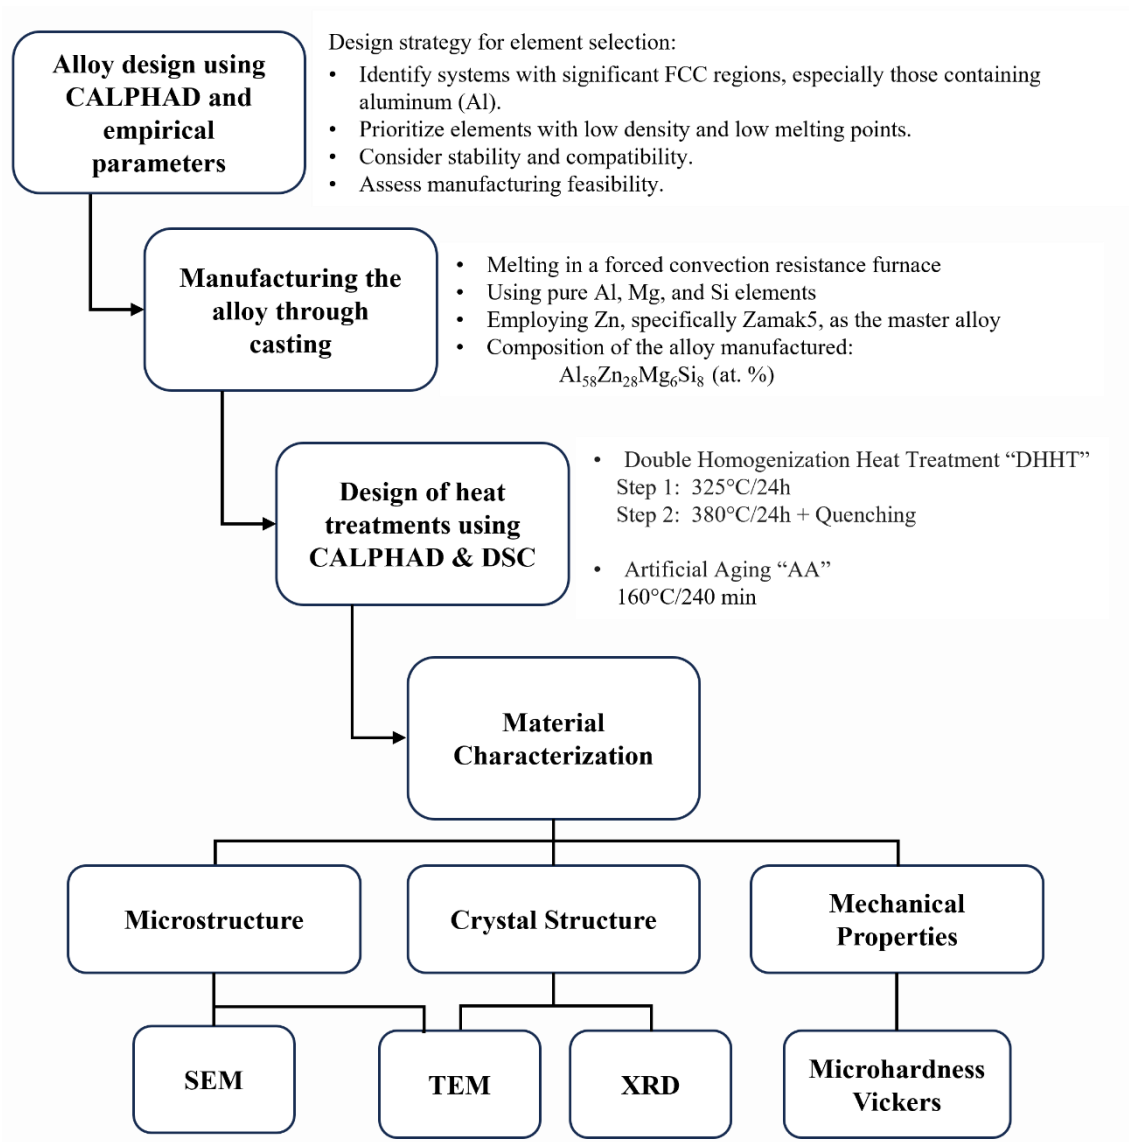 Alloy design using
CALPHAD and
empirical
parameters
Design strategy for element selection:
• Identify systems with significant FCC regions, especially those containing
aluminum (Al).
• Prioritize elements with low density and low melting points.
• Consider stability and compatibility.
• Assess manufacturing feasibility.
Manufacturing the
alloy through
casting
• Melting in a forced convection resistance furnace
• Using pure Al, Mg, and Si elements
• Employing Zn, specifically Zamak5, as the master alloy
• Composition of the alloy manufactured:
Al₅₈Zn₂₈Mg₆Si₈ (at. %)
Design of heat
treatments using
CALPHAD & DSC
• Double Homogenization Heat Treatment “DHHT”
Step 1: 325°C/24h
Step 2: 380°C/24h + Quenching
• Artificial Aging “AA”
160°C/240 min
Material
Characterization
Microstructure
Crystal Structure
Mechanical
Properties
SEM
TEM
XRD
Microhardness
Vickers